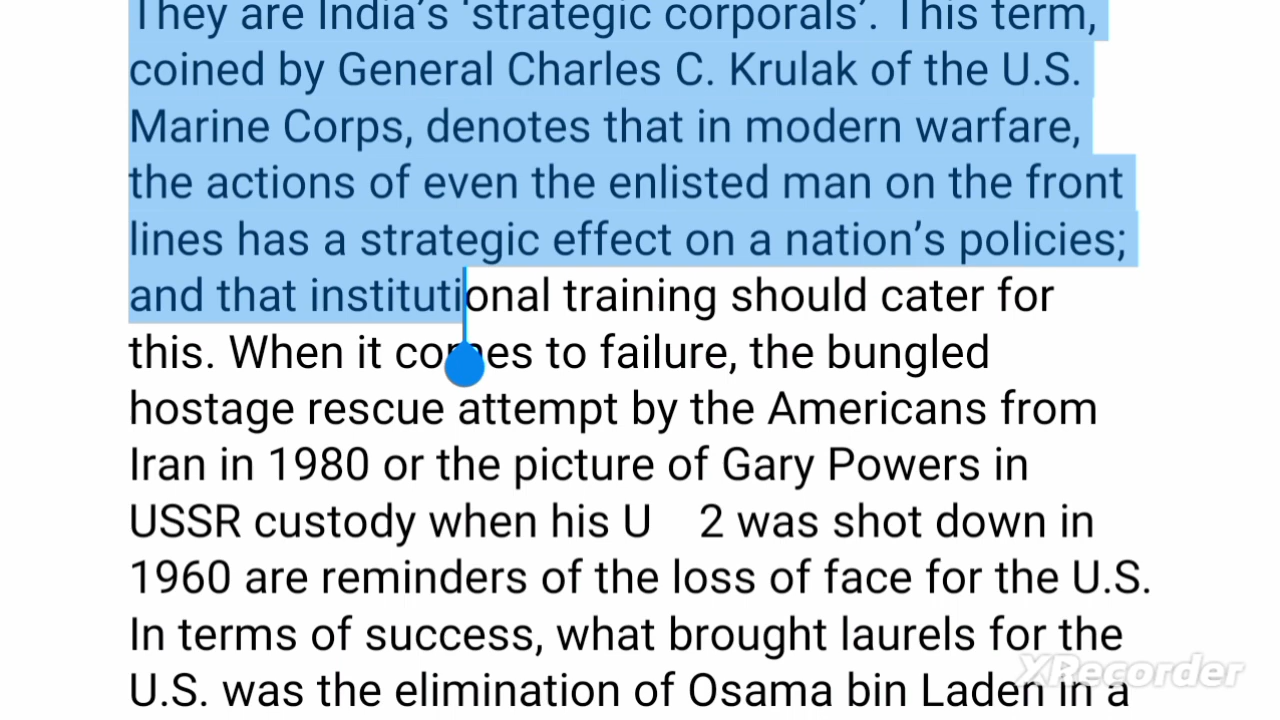 They are India's 'strategic corporals'. This term,
coined by General Charles C. Krulak of the U.S.
Marine Corps, denotes that in modern warfare,
the actions of even the enlisted man on the front
lines has a strategic effect on a nation's policies;
and that institutional training should cater for
this. When it comes to failure, the bungled
hostage rescue attempt by the Americans from
Iran in 1980 or the picture of Gary Powers in
USSR custody when his U 2 was shot down in
1960 are reminders of the loss of face for the U.S.
In terms of success, what brought laurels for the
U.S. was the elimination of Osama bin Laden in a
XRecorder